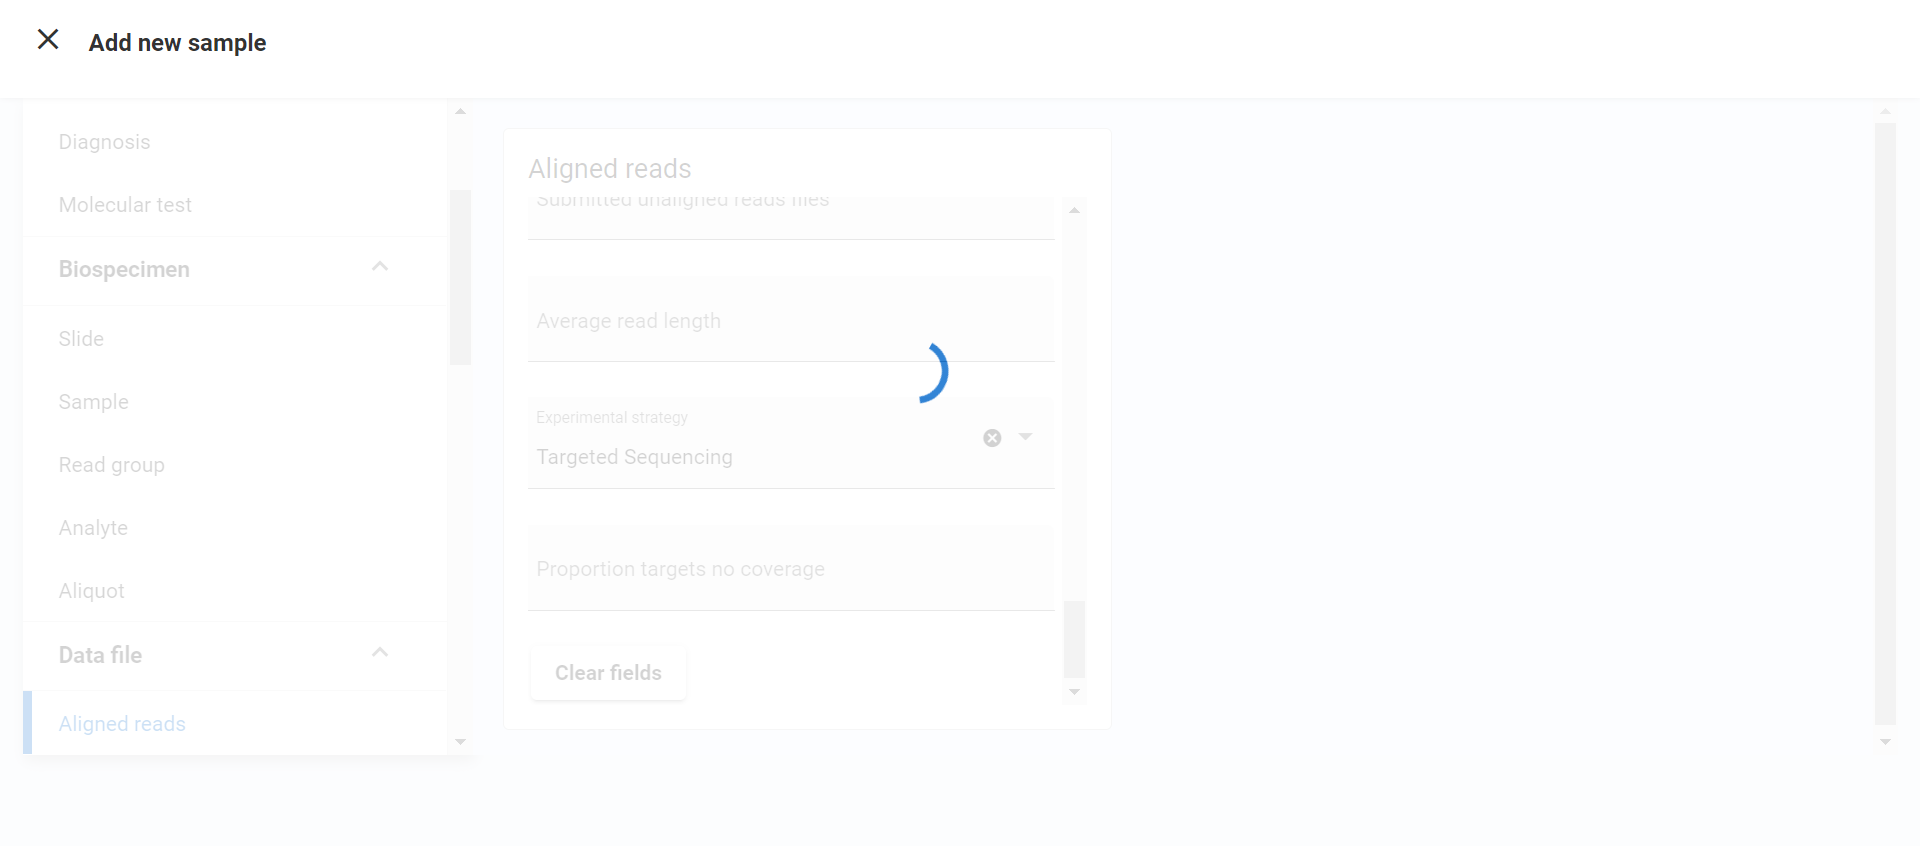 Add new sample
Diagnosis
Molecular test
Biospecimen
Slide
Sample
Read group
Analyte
Aliquot
Data file
Aligned reads
Aligned reads
Submitted unaligned reads files
Average read length
Experimental strategy
Targeted Sequencing
Proportion targets no coverage
Clear fields